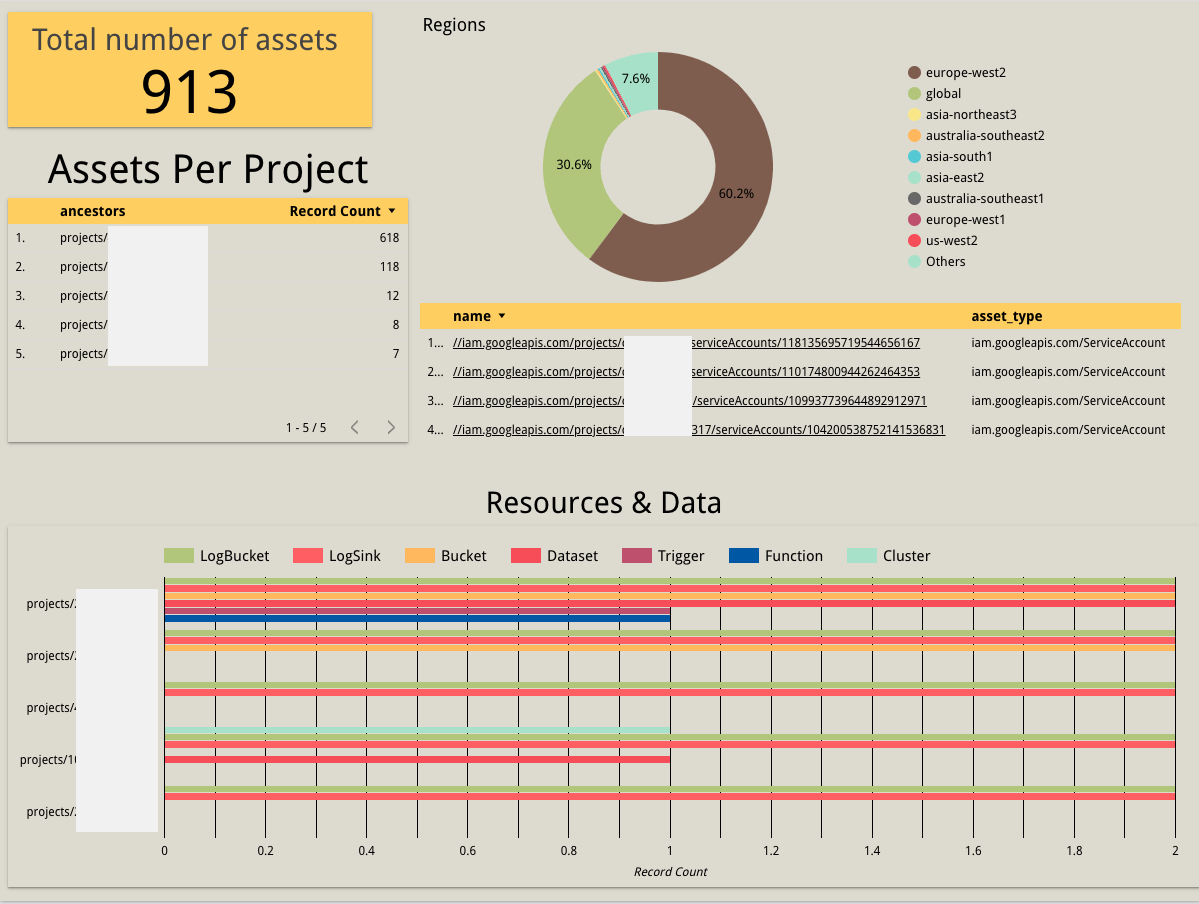 Total number of assets
913
Assets Per Project
ancestors Record Count
1. projects/ 618
2. projects/ 118
3. projects/ 12
4. projects/ 8
5. projects/ 7
1 - 5 / 5
Regions
7.6%
30.6%
60.2%
europe-west2
global
asia-northeast3
australia-southeast2
asia-south1
asia-east2
australia-southeast1
europe-west1
us-west2
Others
name asset_type
1... //iam.googleapis.com/projects/ serviceAccounts/118135695719544656167 iam.googleapis.com/ServiceAccount
2... //iam.googleapis.com/projects/ serviceAccounts/110174800944262464353 iam.googleapis.com/ServiceAccount
3... //iam.googleapis.com/projects/ /serviceAccounts/109937739644892912971 iam.googleapis.com/ServiceAccount
4... //iam.googleapis.com/projects/ 317/serviceAccounts/104200538752141536831 iam.googleapis.com/ServiceAccount
Resources & Data
LogBucket LogSink Bucket Dataset Trigger Function Cluster
projects/2
projects/2
projects/4
projects/10
projects/2
0 0.2 0.4 0.6 0.8 1 1.2 1.4 1.6 1.8 2
Record Count